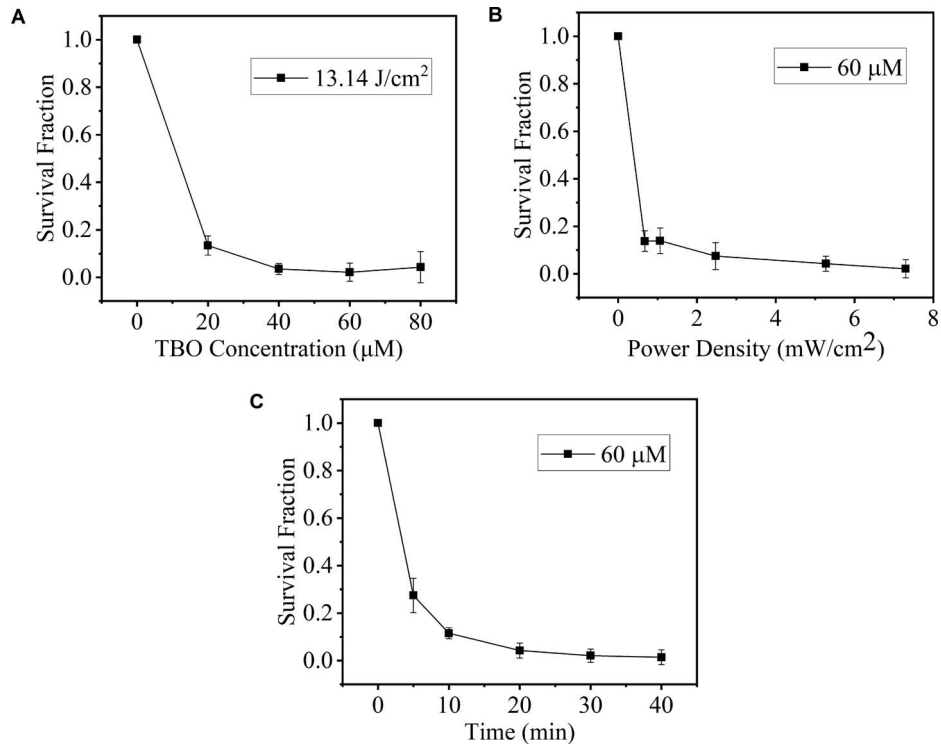 A
1.0
0.8
0.6
0.4
0.2
0.0
Survival Fraction
13.14 J/cm²
0 20 40 60 80
TBO Concentration (μM)
B
1.0
0.8
0.6
0.4
0.2
0.0
Survival Fraction
60 μM
0 2 4 6 8
Power Density (mW/cm²)
C
1.0
0.8
0.6
0.4
0.2
0.0
Survival Fraction
60 μM
0 10 20 30 40
Time (min)